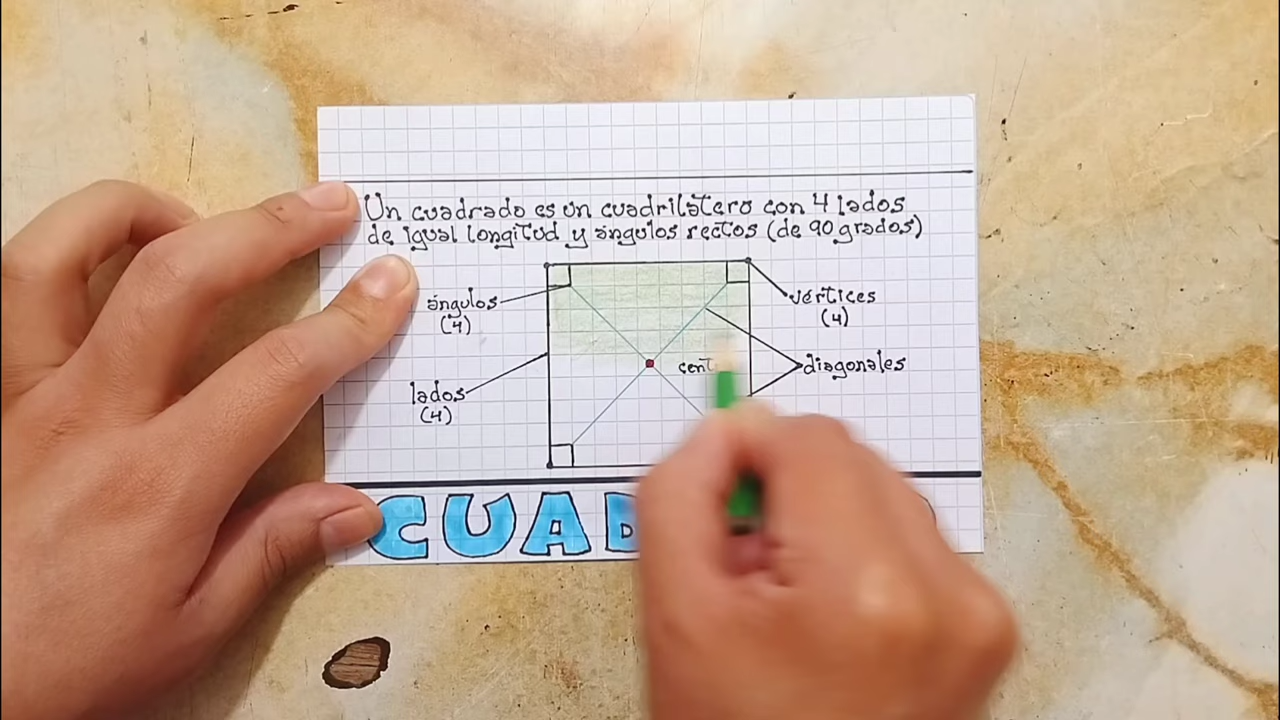 Un cuadrado es un cuadrilátero con 4 lados
de igual longitud y ángulos rectos (de 90 grados)
ángulos
(4)
vértices
(4)
diagonales
lados
(4)